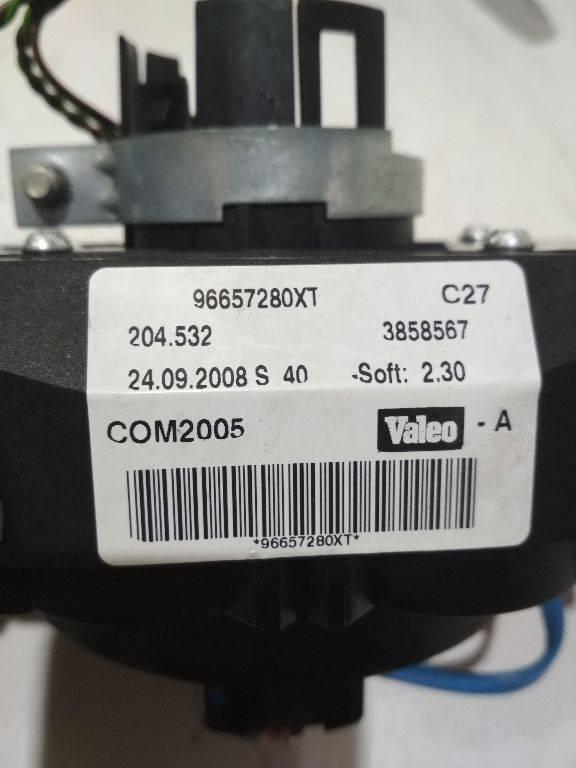 96657280XT C27
204.532 3858567
24.09.2008 S 40 -Soft: 2.30
COM2005 Valeo - A
*96657280XT*